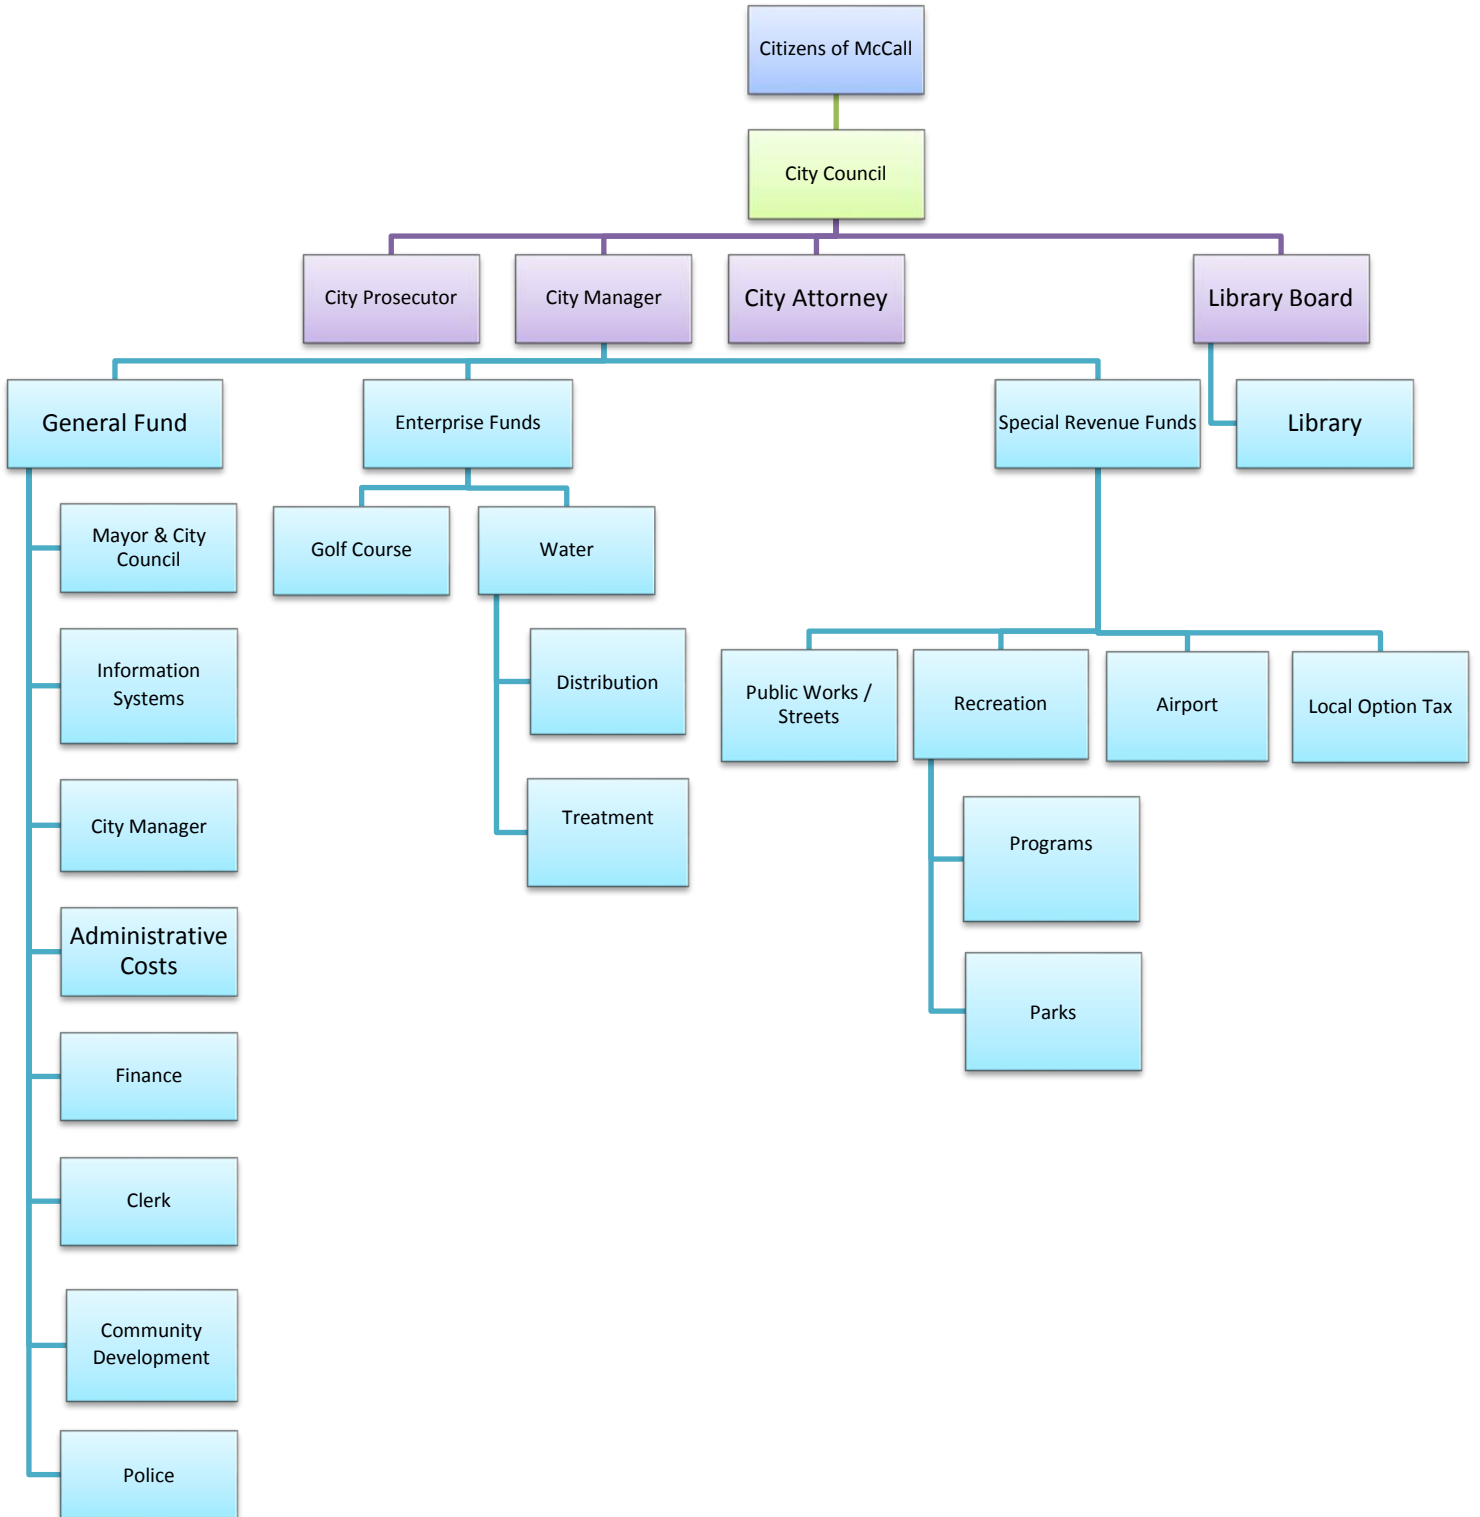 Citizens of McCall
City Council
City Prosecutor
City Manager
City Attorney
Library Board
General Fund
Enterprise Funds
Special Revenue Funds
Library
Mayor & City
Council
Golf Course
Water
Information
Systems
Distribution
Public Works /
Streets
Recreation
Airport
Local Option Tax
City Manager
Treatment
Programs
Administrative
Costs
Parks
Finance
Clerk
Community
Development
Police